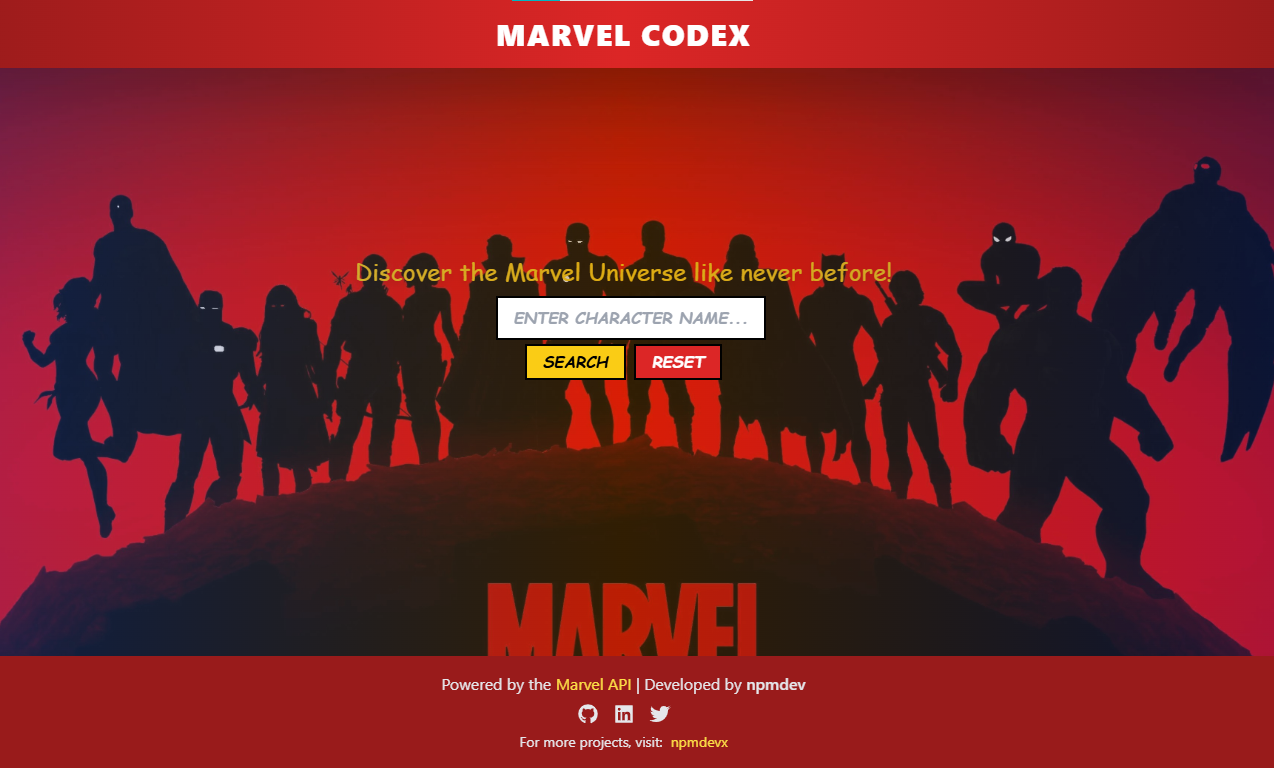 MARVEL CODEX
Discover the Marvel Universe like never before!
ENTER CHARACTER NAME...
SEARCH RESET
MARVEL
Powered by the Marvel API | Developed by npmdev
For more projects, visit: npmdevx